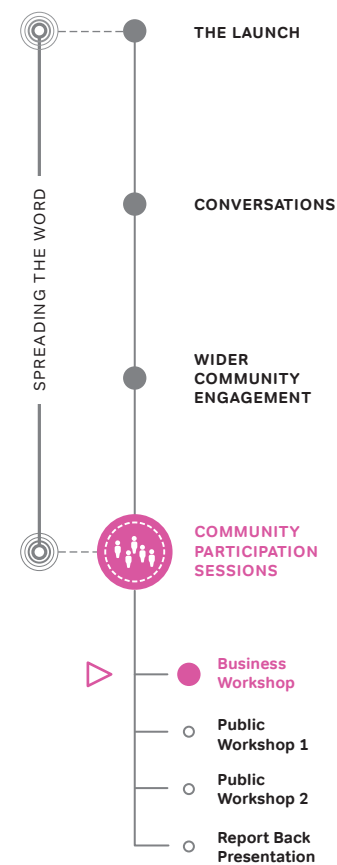 THE LAUNCH
SPREADING THE WORD
CONVERSATIONS
WIDER
COMMUNITY
ENGAGEMENT
COMMUNITY
PARTICIPATION
SESSIONS
Business
Workshop
Public
Workshop 1
Public
Workshop 2
Report Back
Presentation